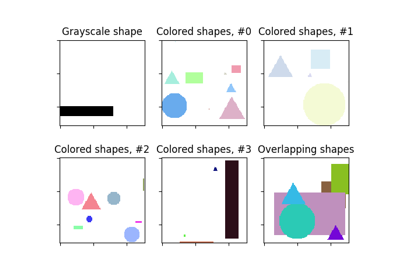 Grayscale shape
Colored shapes, #0
Colored shapes, #1
Colored shapes, #2
Colored shapes, #3
Overlapping shapes